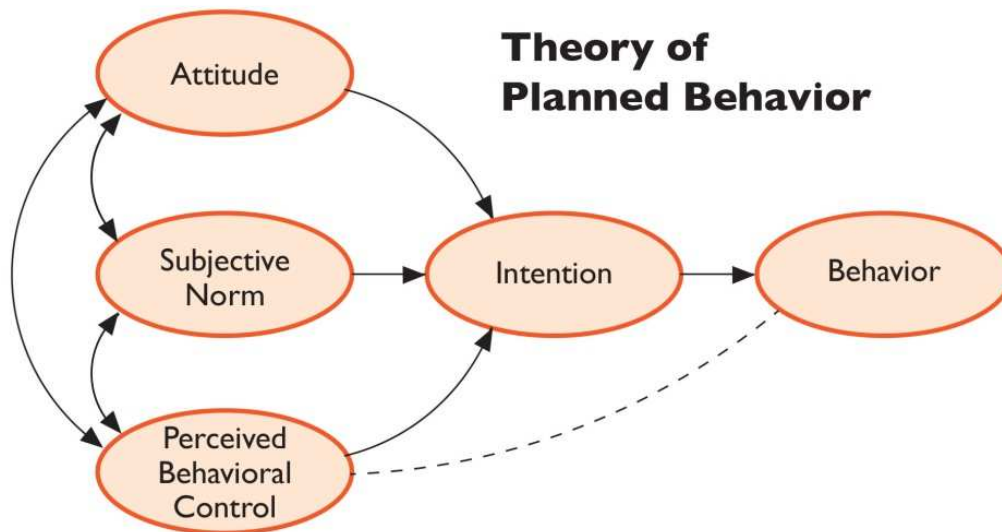 Theory of
Planned Behavior
Attitude
Subjective
Norm
Intention
Behavior
Perceived
Behavioral
Control